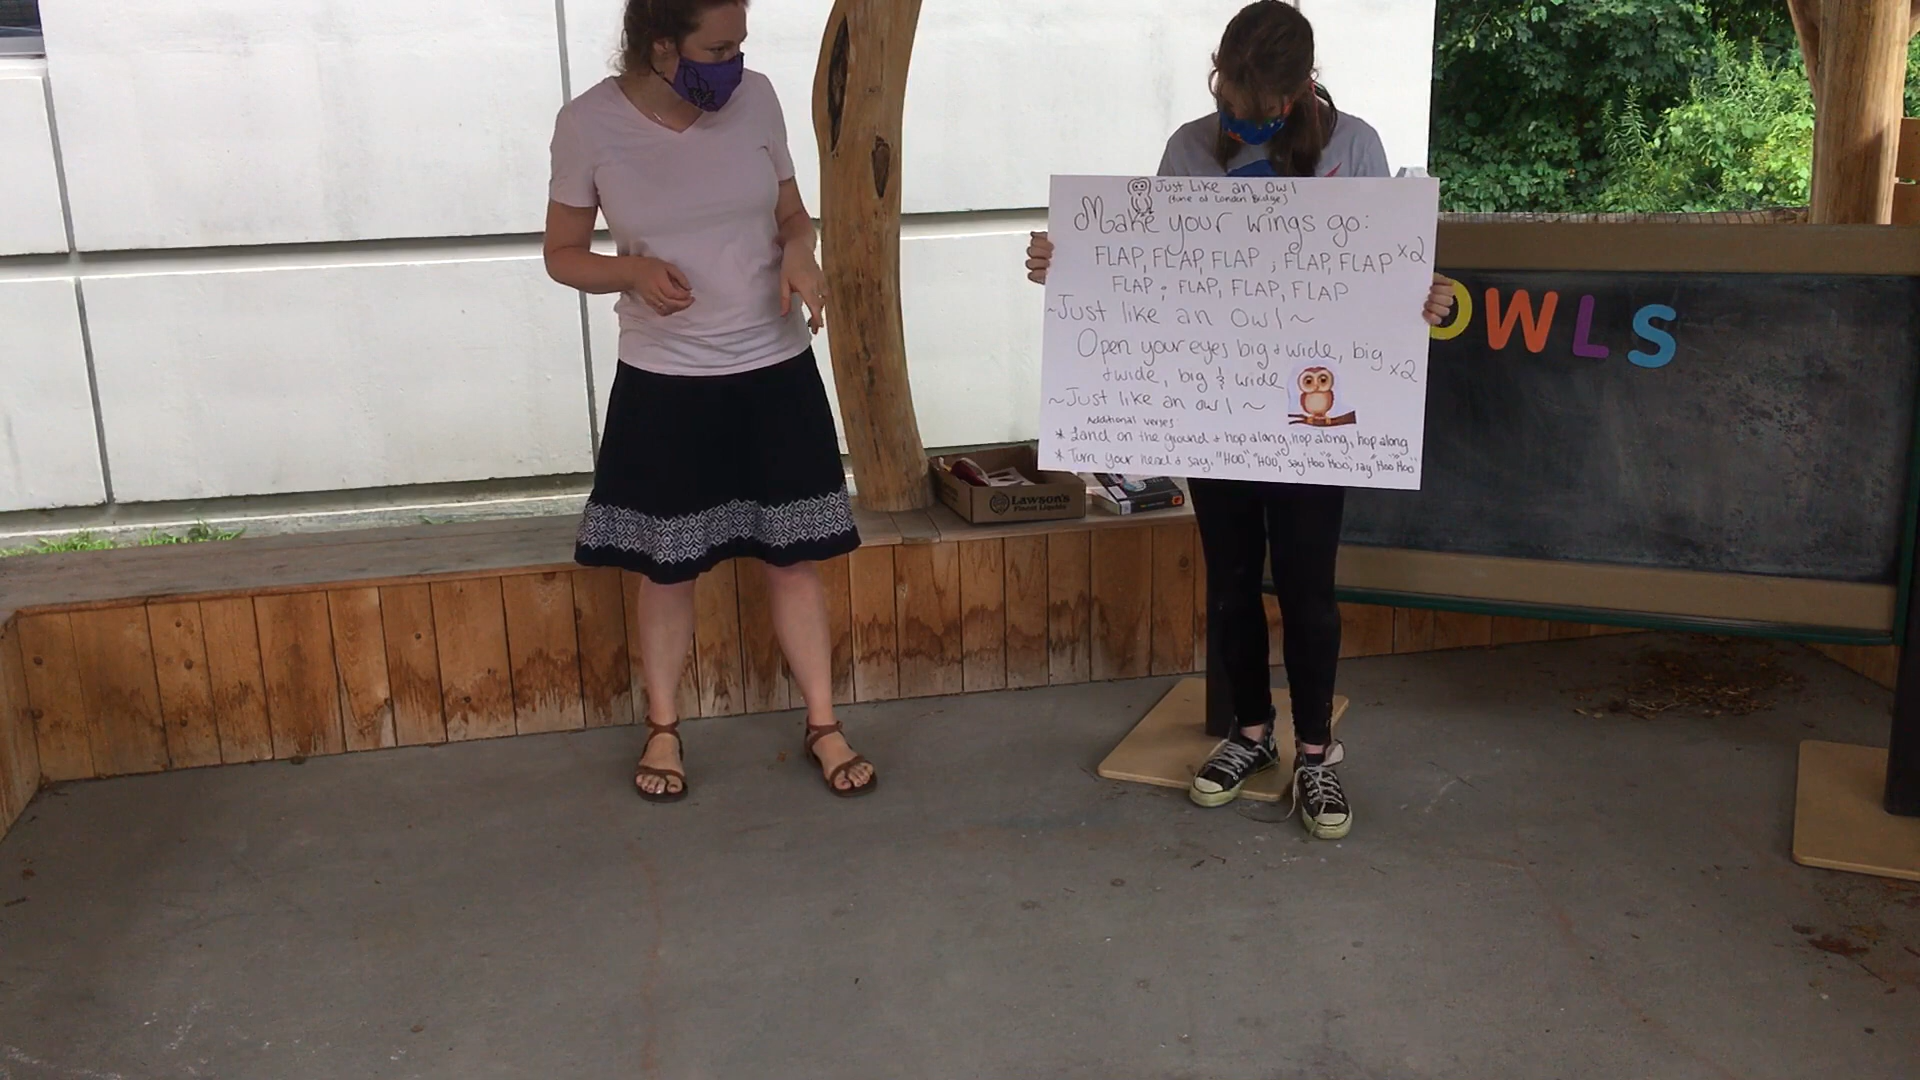 Just Like an Owl
(tune of London Bridge)
Make your wings go:
FLAP, FLAP, FLAP ; FLAP, FLAP x2
FLAP ; FLAP, FLAP, FLAP
~Just like an Owl~
Open your eyes big & wide, big
& wide, big & wide x2
~Just like an owl~
Additional verses:
* Land on the ground & hop along, hop along, hop along
* Turn your head & say: "Hoo", "Hoo", say "Hoo Hoo", say "Hoo Hoo"
OWLS
Lawson's
Finest Liquids